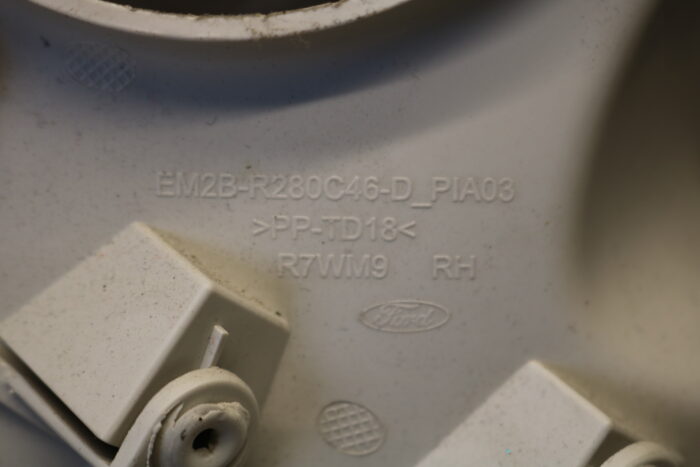 EM2B-R280C46-D_PIA03
>PP-TD18<
R7WM9 RH
Ford